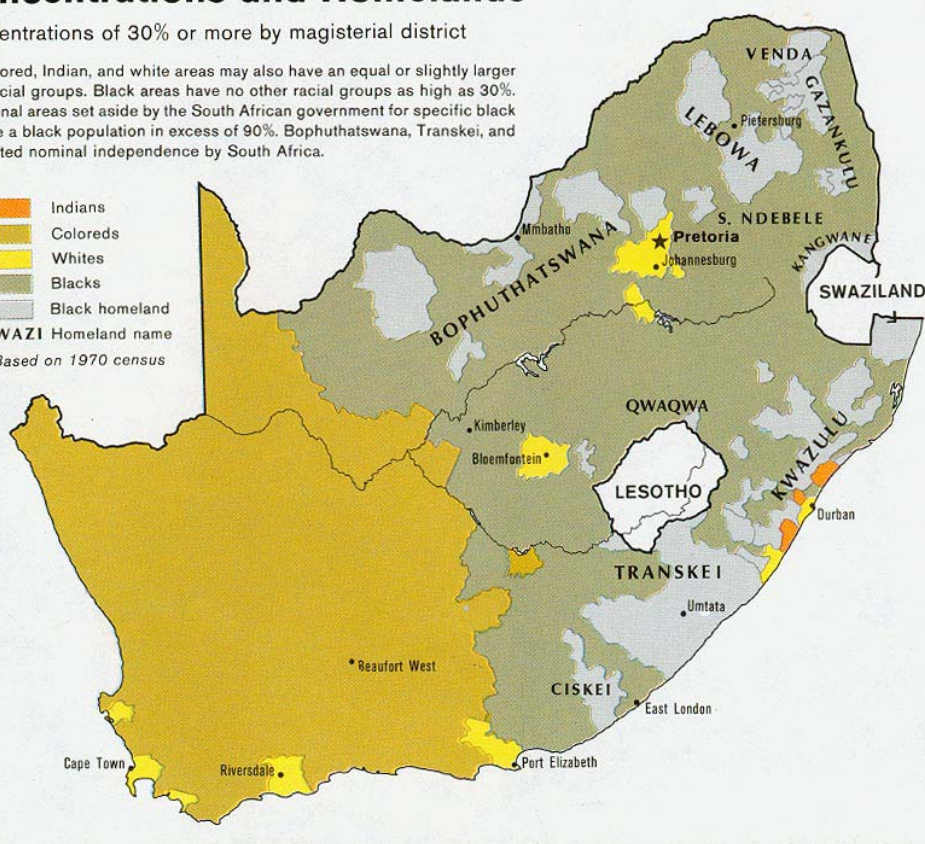 ncentrations and Homelands
entrations of 30% or more by magisterial district
ored, Indian, and white areas may also have an equal or slightly larger
cial groups. Black areas have no other racial groups as high as 30%.
nal areas set aside by the South African government for specific black
e a black population in excess of 90%. Bophuthatswana, Transkei, and
ted nominal independence by South Africa.
Indians
Coloreds
Whites
Blacks
Black homeland
WAZI Homeland name
Based on 1970 census
VENDA
GAZANKULU
LEBOWA
Pietersburg
S. NDEBELE
KANGWANE
Mmbatho
BOPHUTHATSWANA
Pretoria
Johannesburg
SWAZILAND
QWAQWA
Kimberley
Bloemfontein
LESOTHO
KWAZULU
Durban
TRANSKEI
Umtata
Beaufort West
CISKEI
East London
Cape Town
Riversdale
Port Elizabeth